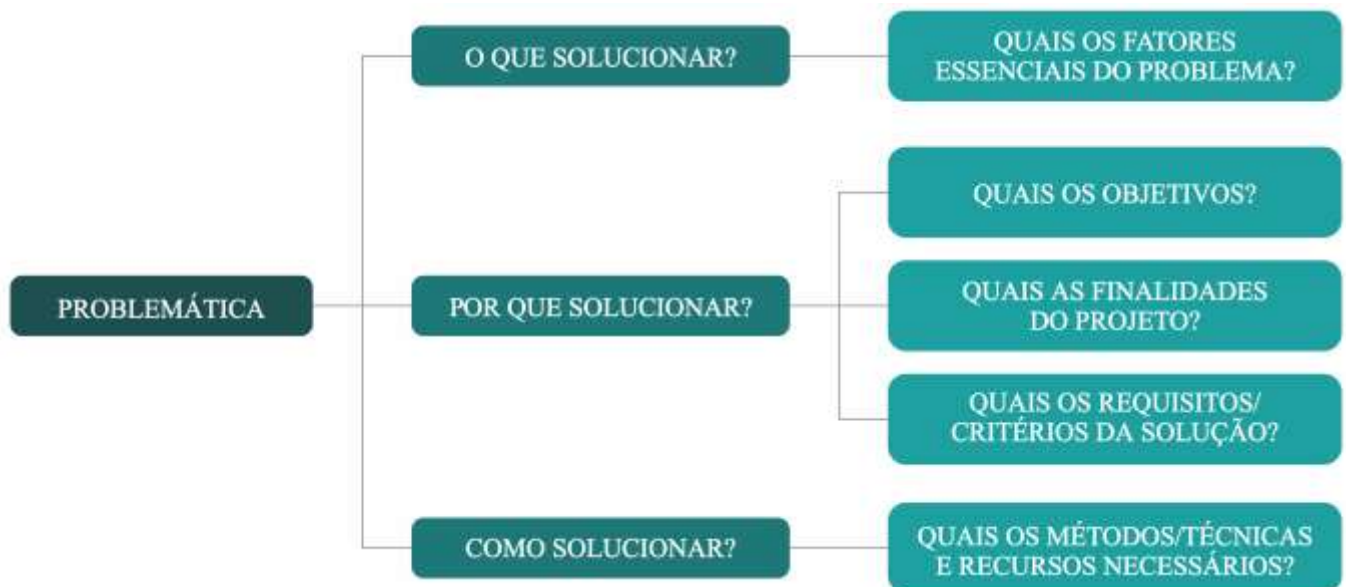 PROBLEMÁTICA
O QUE SOLUCIONAR?
QUAIS OS FATORES
ESSENCIAIS DO PROBLEMA?
POR QUE SOLUCIONAR?
QUAIS OS OBJETIVOS?
QUAIS AS FINALIDADES
DO PROJETO?
QUAIS OS REQUISITOS/
CRITÉRIOS DA SOLUÇÃO?
COMO SOLUCIONAR?
QUAIS OS MÉTODOS/TÉCNICAS
E RECURSOS NECESSÁRIOS?